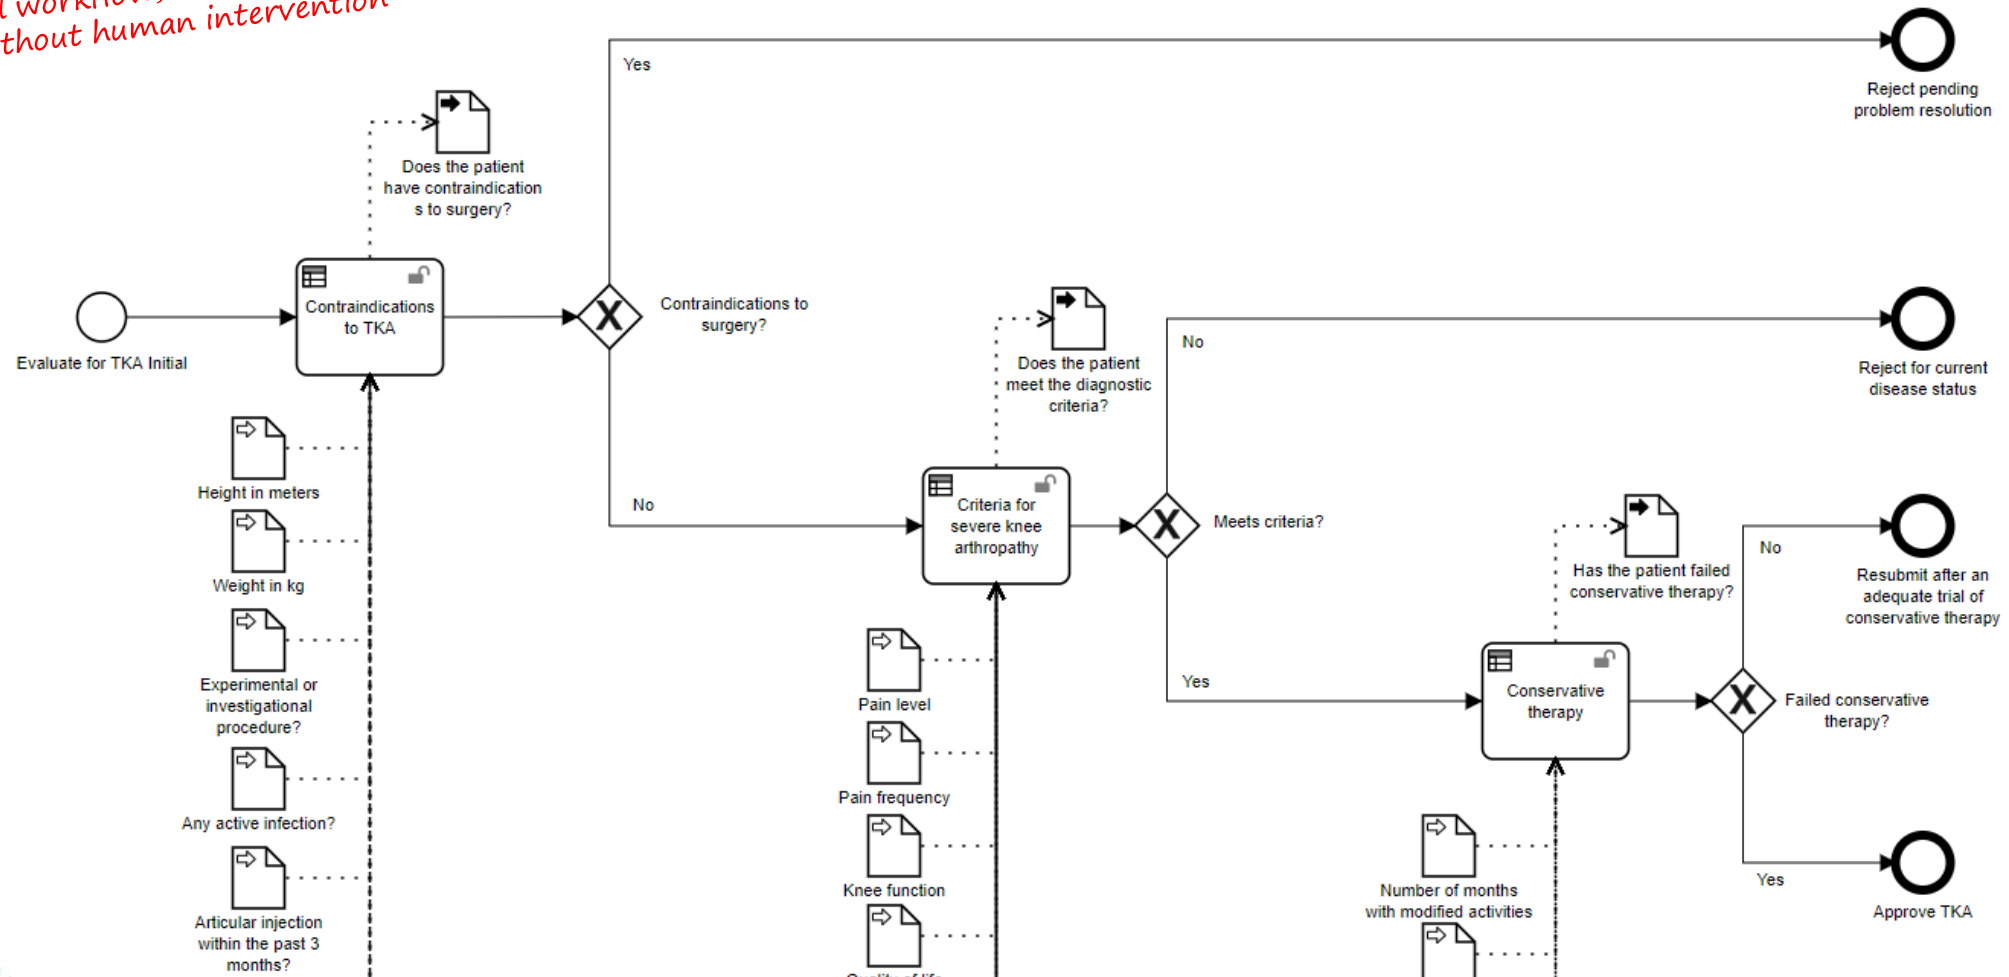 workflow,
without human intervention
Yes
Reject pending
problem resolution
Does the patient
have contraindication
s to surgery?
Contraindications
to TKA
Contraindications to
surgery?
Evaluate for TKA Initial
No
Does the patient
meet the diagnostic
criteria?
No
Reject for current
disease status
Height in meters
Weight in kg
Experimental or
investigational
procedure?
Any active infection?
Articular injection
within the past 3
months?
Criteria for
severe knee
arthropathy
Meets criteria?
Pain level
Pain frequency
Knee function
Quality of life
Yes
Has the patient failed
conservative therapy?
No
Resubmit after an
adequate trial of
conservative therapy
Conservative
therapy
Failed conservative
therapy?
Number of months
with modified activities
Yes
Approve TKA